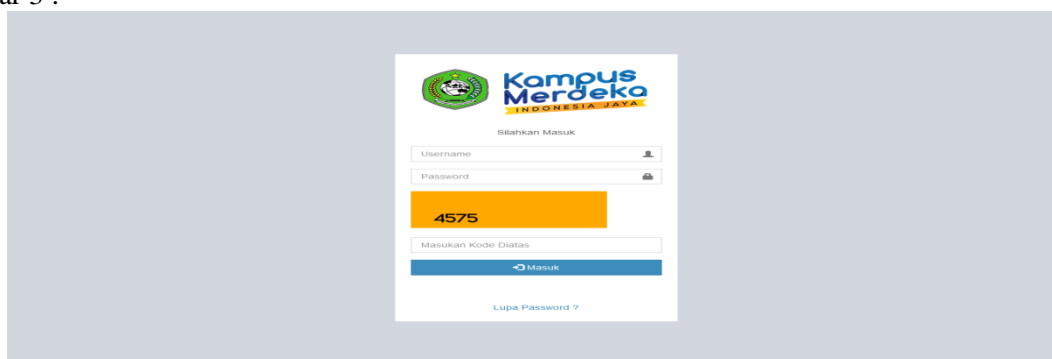 Kampus
Merdeka
INDONESIA JAYA
Silahkan Masuk
Username
Password
4575
Masukan Kode Diatas
Masuk
Lupa Password ?